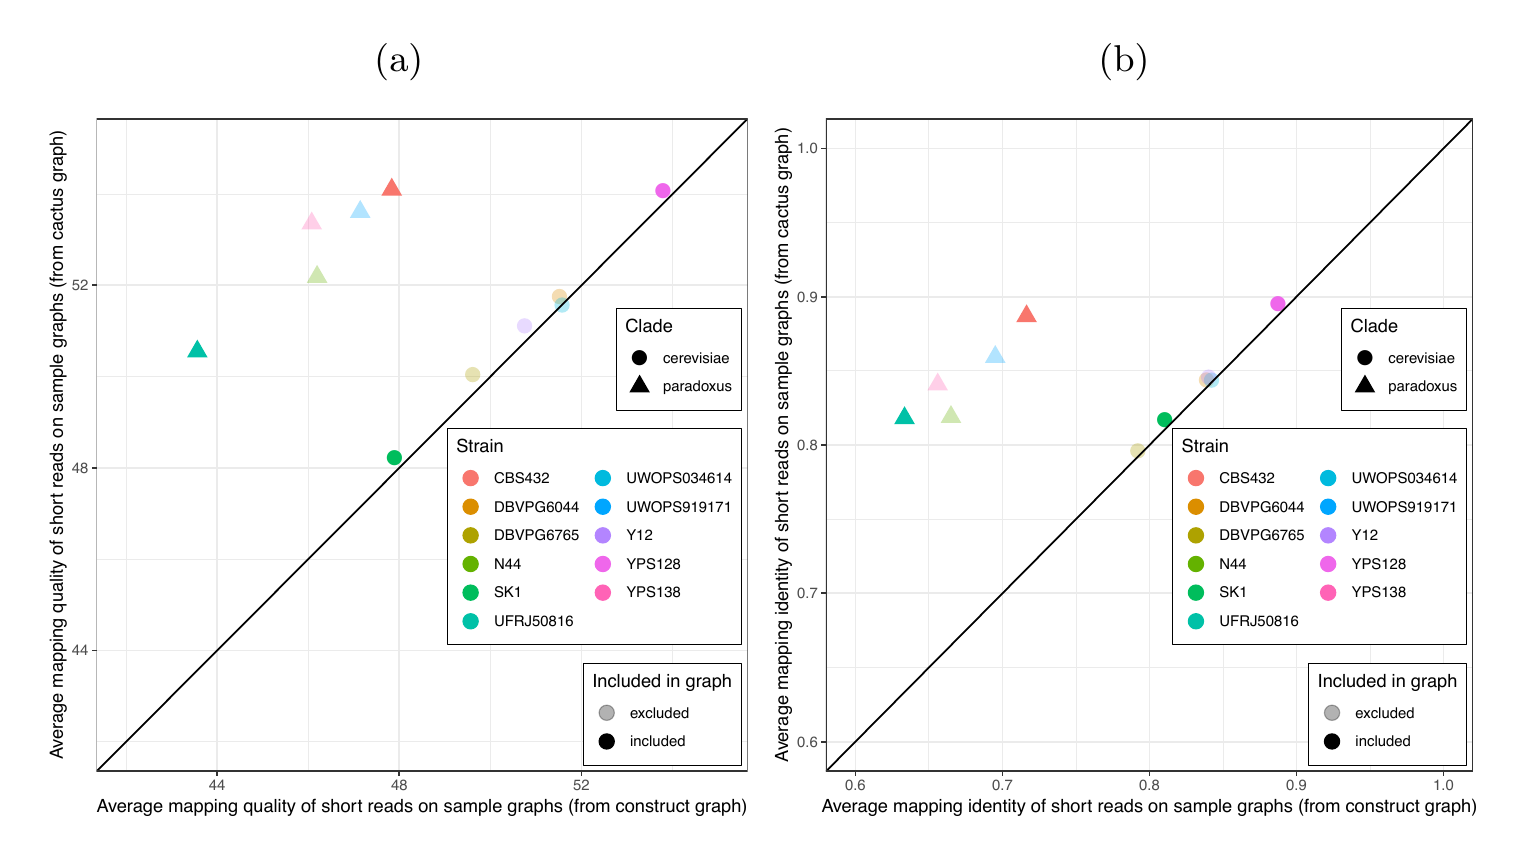 (a)
Average mapping quality of short reads on sample graphs (from cactus graph)
52
48
44
44
48
52
Average mapping quality of short reads on sample graphs (from construct graph)
Clade
cerevisiae
paradoxus
Strain
CBS432
DBVPG6044
DBVPG6765
N44
SK1
UFRJ50816
UWOPS034614
UWOPS919171
Y12
YPS128
YPS138
Included in graph
excluded
included
(b)
Average mapping identity of short reads on sample graphs (from cactus graph)
1.0
0.9
0.8
0.7
0.6
0.6
0.7
0.8
0.9
1.0
Average mapping identity of short reads on sample graphs (from construct graph)
Clade
cerevisiae
paradoxus
Strain
CBS432
DBVPG6044
DBVPG6765
N44
SK1
UFRJ50816
UWOPS034614
UWOPS919171
Y12
YPS128
YPS138
Included in graph
excluded
included